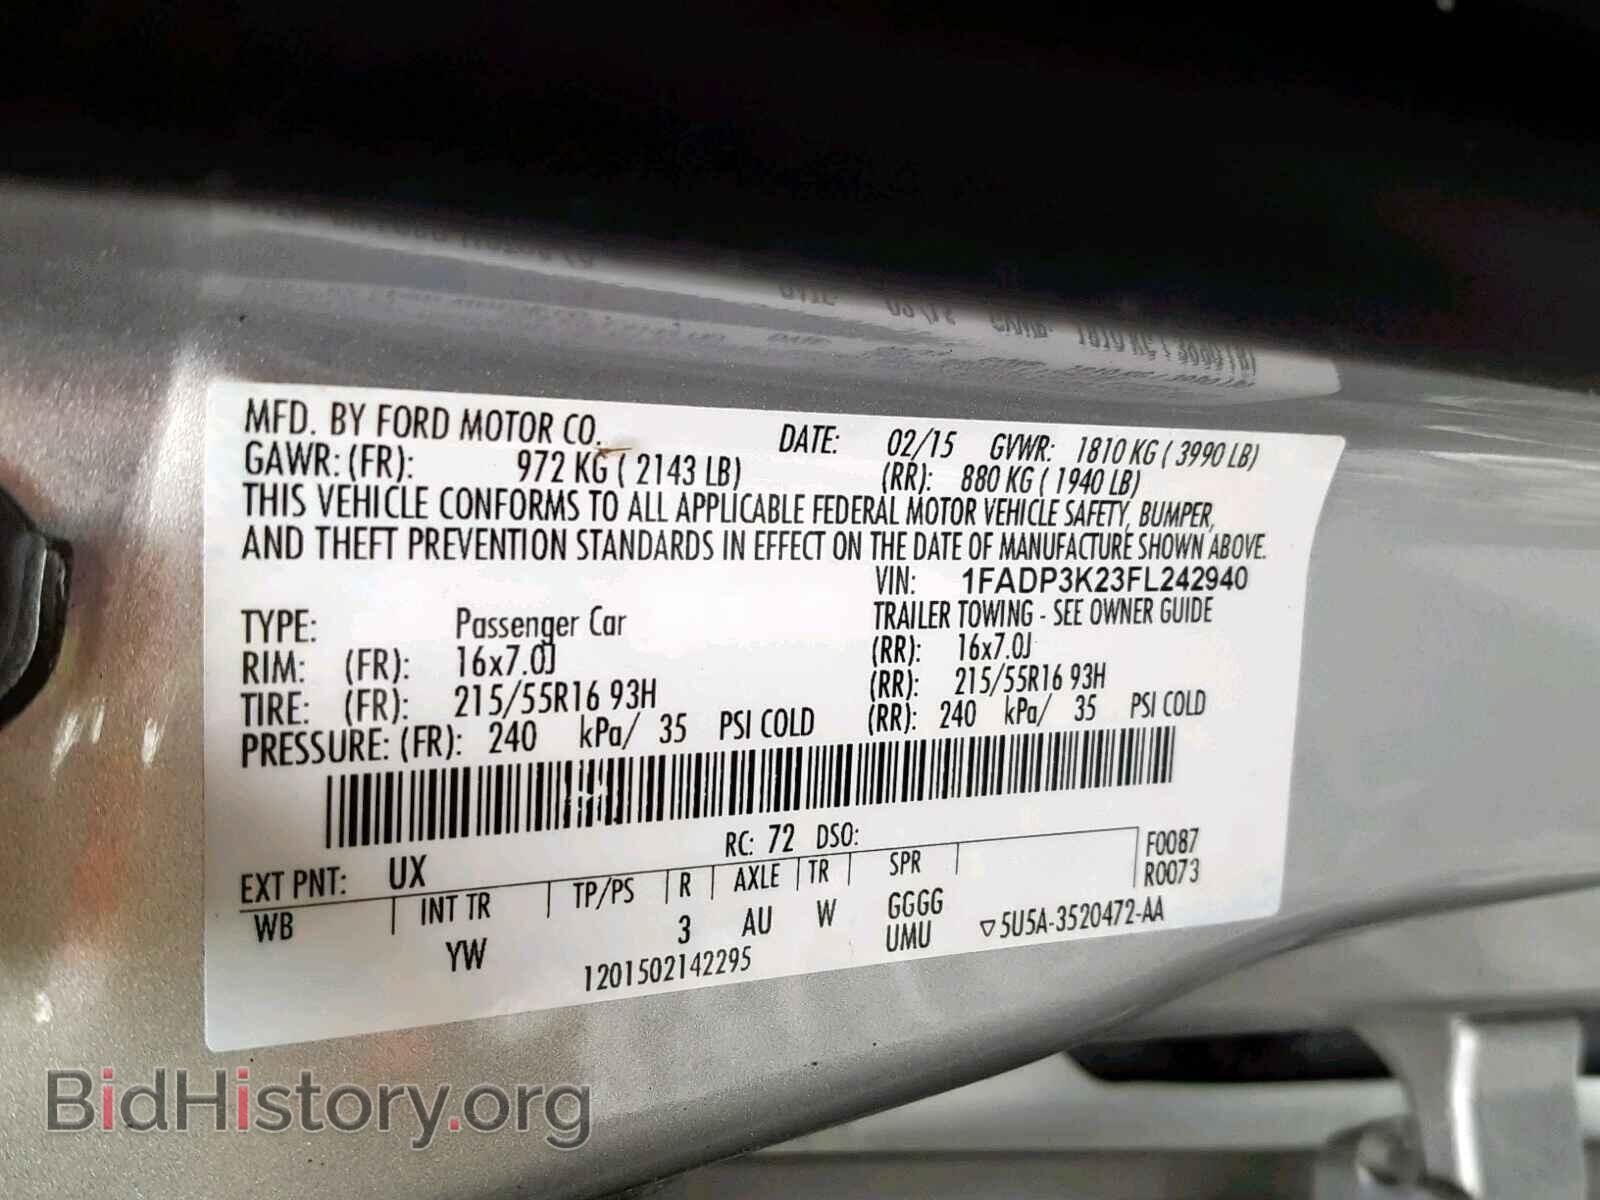 MFD. BY FORD MOTOR CO. DATE: 02/15 GVWR: 1810 KG ( 3990 LB)
GAWR: (FR): 972 KG ( 2143 LB) (RR): 880 KG ( 1940 LB)
THIS VEHICLE CONFORMS TO ALL APPLICABLE FEDERAL MOTOR VEHICLE SAFETY, BUMPER,
AND THEFT PREVENTION STANDARDS IN EFFECT ON THE DATE OF MANUFACTURE SHOWN ABOVE.
VIN: 1FADP3K23FL242940
TYPE: Passenger Car TRAILER TOWING - SEE OWNER GUIDE
RIM: (FR): 16x7.0J (RR): 16x7.0J
TIRE: (FR): 215/55R16 93H (RR): 215/55R16 93H
PRESSURE: (FR): 240 kPa/ 35 PSI COLD (RR): 240 kPa/ 35 PSI COLD
EXT PNT: UX RC: 72 DSO: F0087
WB INT TR TP/PS R AXLE TR SPR R0073
YW 3 AU W GGGG
UMU ▽5U5A-3520472-AA
1201502142295
BidHistory.org